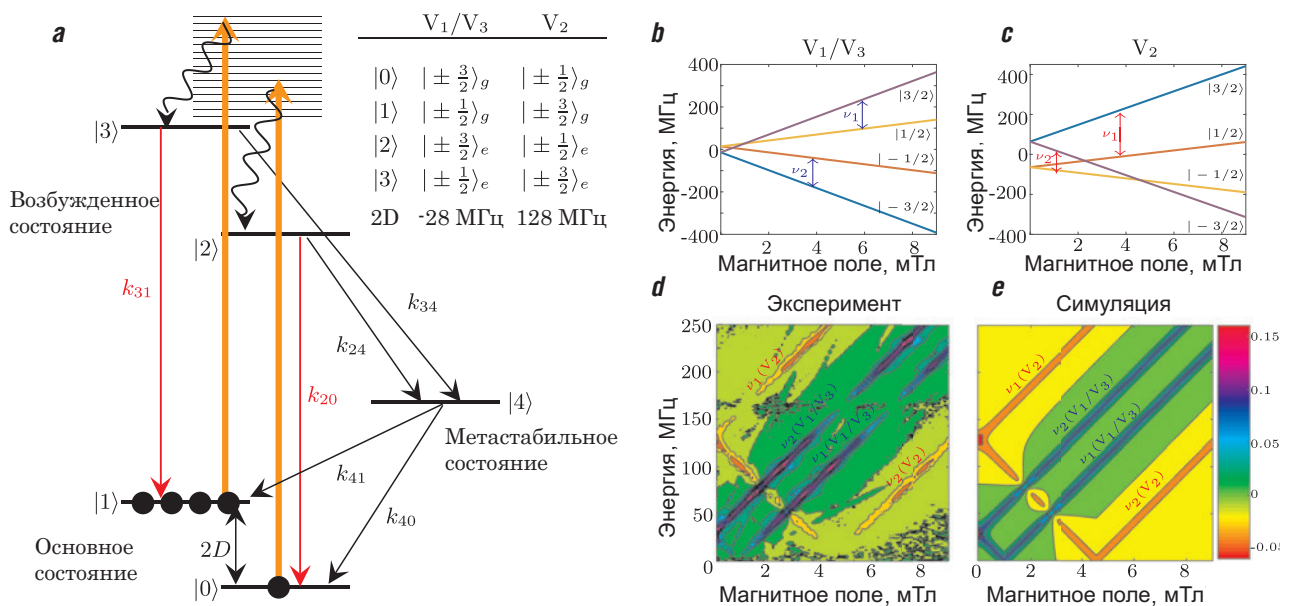 a
V₁/V₃ V₂
|0⟩ |± 3/2⟩g |± 1/2⟩g
|1⟩ |± 1/2⟩g |± 3/2⟩g
|2⟩ |± 3/2⟩e |± 1/2⟩e
|3⟩ |± 1/2⟩e |± 3/2⟩e
2D -28 МГц 128 МГц
|3⟩
Возбужденное
состояние
|2⟩
k₃₁
k₃₄
k₂₄
k₂₀
|4⟩
Метастабильное
состояние
k₄₁
k₄₀
|1⟩
2D
Основное
состояние
|0⟩
b
V₁/V₃
Энергия, МГц
400
200
0
-200
-400
2 4 6 8
Магнитное поле, мТл
|3/2⟩
ν₁
|1/2⟩
ν₂
|−1/2⟩
|−3/2⟩
c
V₂
Энергия, МГц
400
200
0
-200
-400
2 4 6 8
Магнитное поле, мТл
|3/2⟩
ν₁
|1/2⟩
ν₂
|−1/2⟩
|−3/2⟩
d
Эксперимент
Энергия, МГц
250
200
150
100
50
0
2 4 6 8
Магнитное поле, мТл
ν₁(V₂)
ν₂(V₁/V₃)
ν₁(V₁/V₃)
ν₂(V₂)
e
Симуляция
ν₁(V₂)
ν₂(V₁/V₃)
ν₁(V₁/V₃)
ν₂(V₂)
0 2 4 6 8
Магнитное поле, мТл
0.15
0.1
0.05
0
-0.05